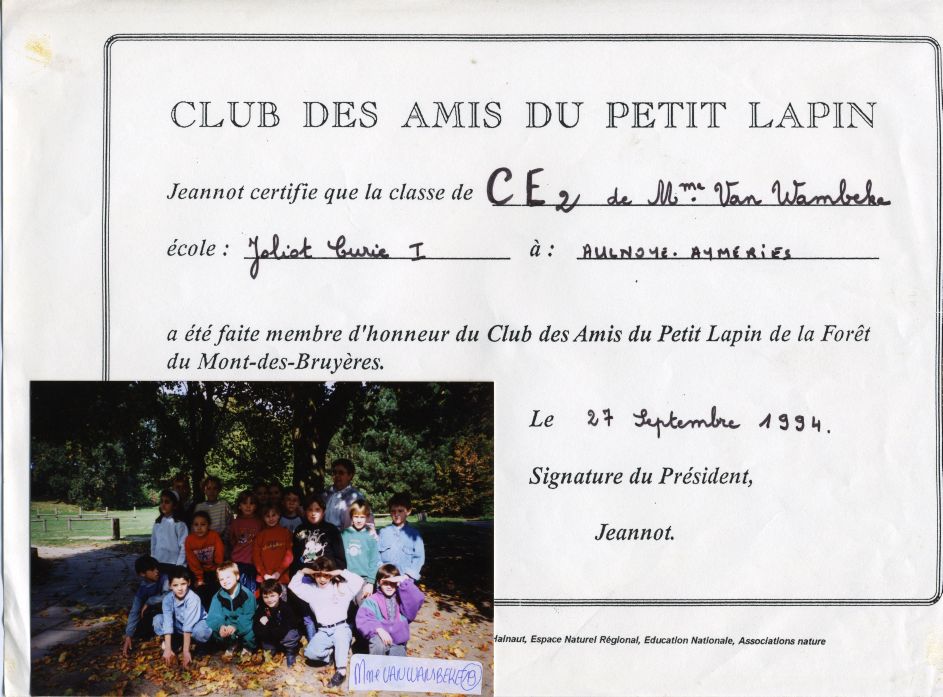 CLUB DES AMIS DU PETIT LAPIN
Jeannot certifie que la classe de CE2 de Mme. Van Wambeke
école : Joliot Curie I à : AULNOYE. AYMERIES
a été faite membre d'honneur du Club des Amis du Petit Lapin de la Forêt
du Mont-des-Bruyères.
Le 27 Septembre 1994.
Signature du Président,
Jeannot.
Hainaut, Espace Naturel Régional, Education Nationale, Associations nature
Mme VANWAMBEKE B